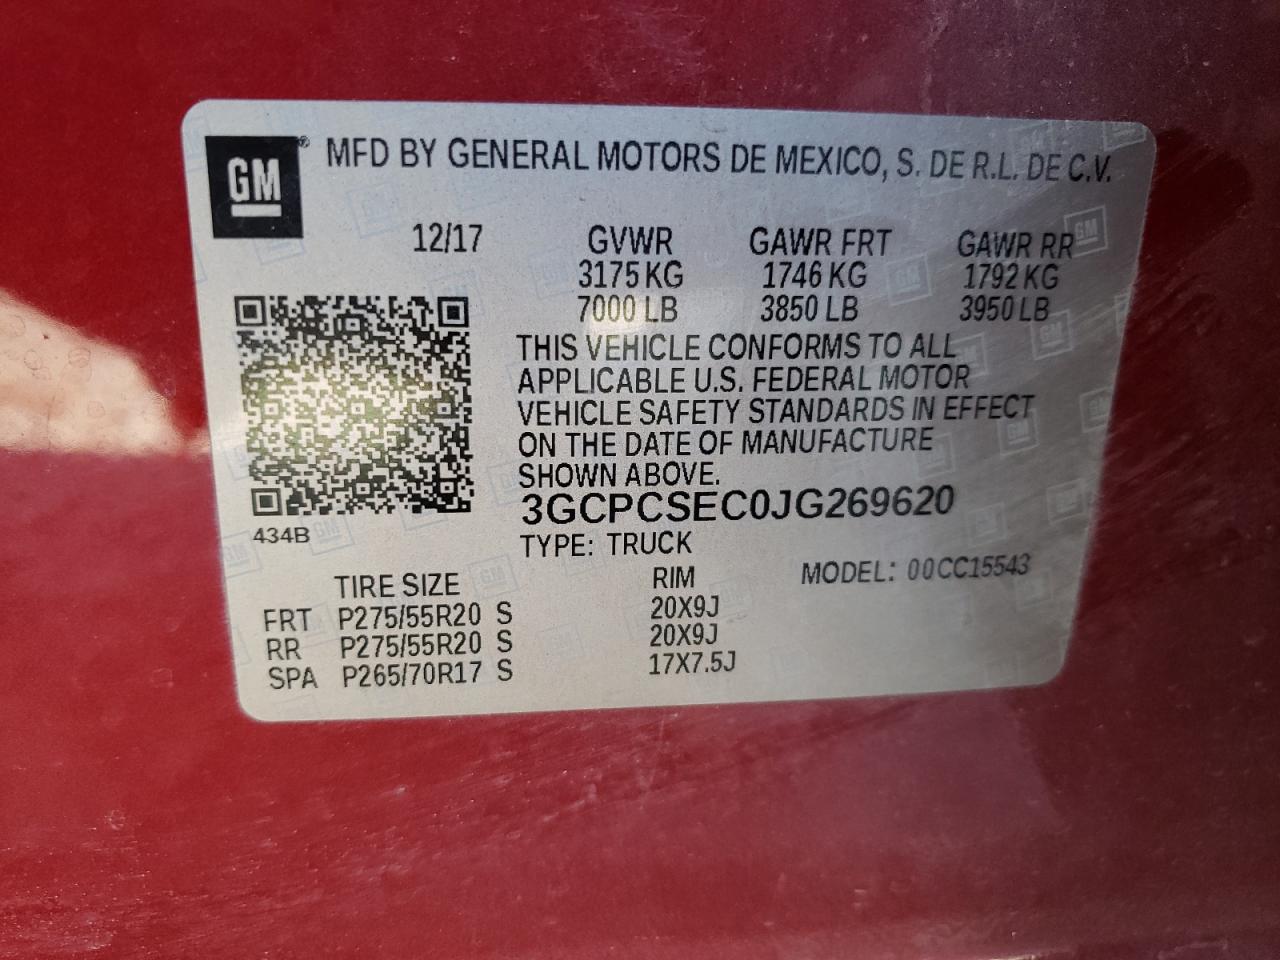 GM® MFD BY GENERAL MOTORS DE MEXICO, S. DE R.L. DE C.V.
12/17 GVWR GAWR FRT GAWR RR
3175 KG 1746 KG 1792 KG
7000 LB 3850 LB 3950 LB
THIS VEHICLE CONFORMS TO ALL
APPLICABLE U.S. FEDERAL MOTOR
VEHICLE SAFETY STANDARDS IN EFFECT
ON THE DATE OF MANUFACTURE
SHOWN ABOVE.
3GCPCSEC0JG269620
434B
TYPE: TRUCK
MODEL: 00CC15543
TIRE SIZE RIM
FRT P275/55R20 S 20X9J
RR P275/55R20 S 20X9J
SPA P265/70R17 S 17X7.5J